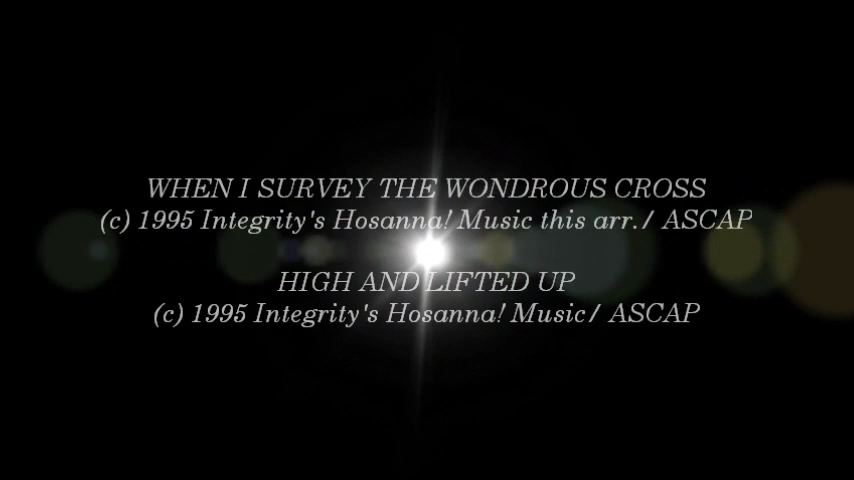 WHEN I SURVEY THE WONDROUS CROSS
(c) 1995 Integrity's Hosanna! Music this arr./ ASCAP
HIGH AND LIFTED UP
(c) 1995 Integrity's Hosanna! Music/ ASCAP